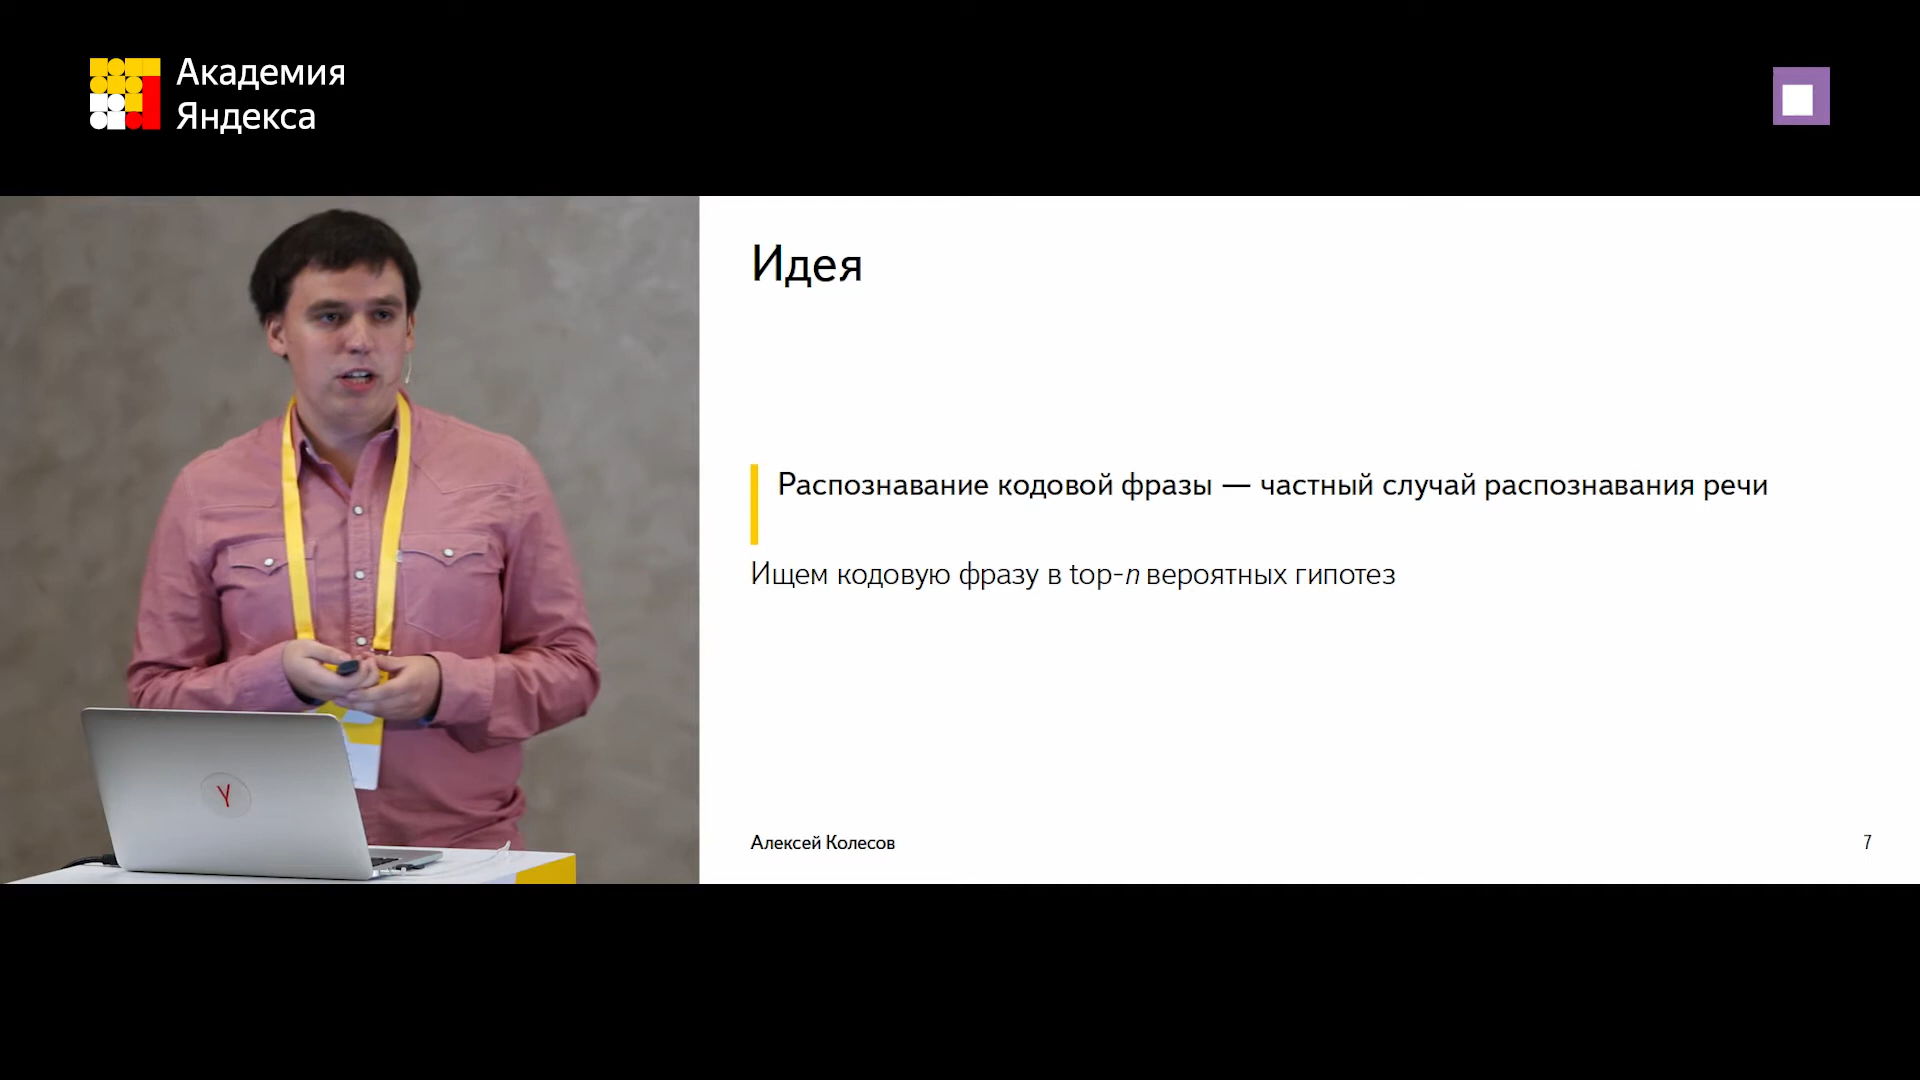 Академия
Яндекса
Идея
Распознавание кодовой фразы — частный случай распознавания речи
Ищем кодовую фразу в top-n вероятных гипотез
Алексей Колесов
7